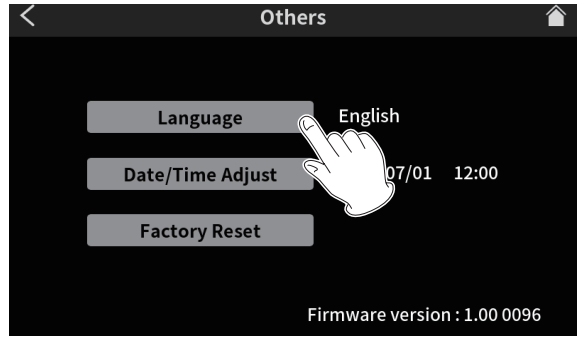 Others
Language English
Date/Time Adjust 07/01 12:00
Factory Reset
Firmware version : 1.00 0096